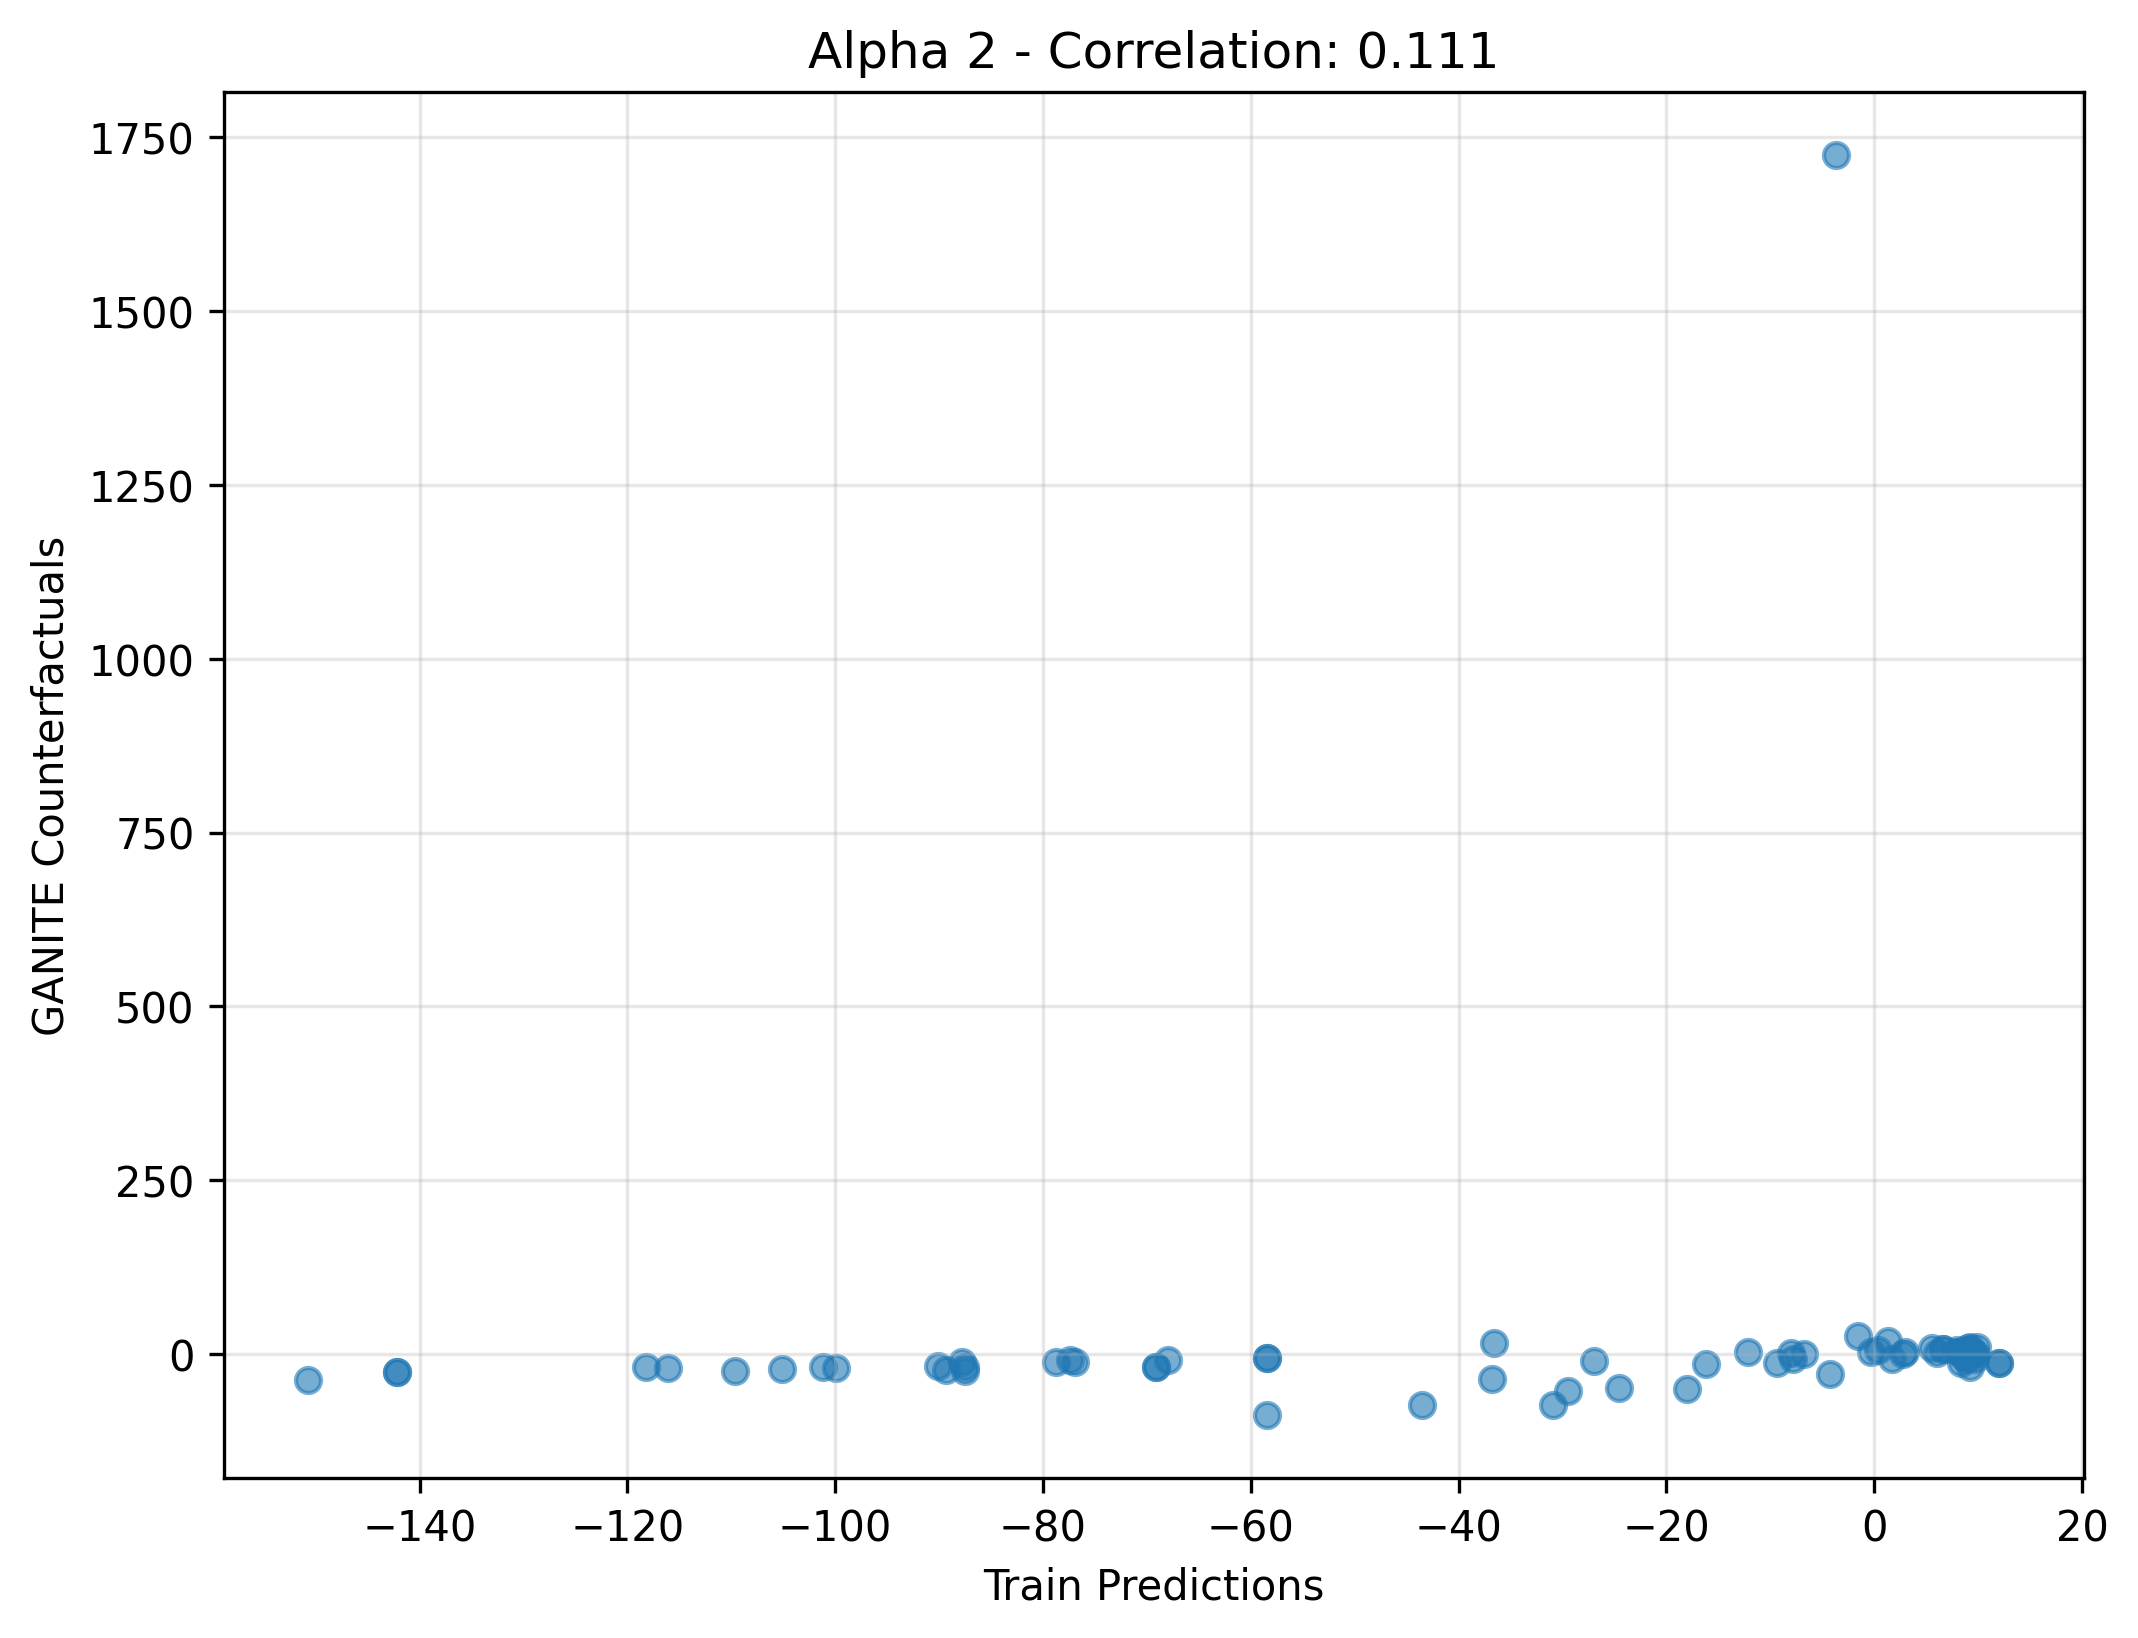 Alpha 2 - Correlation: 0.111
1750
1500
1250
1000
750
500
250
0
GANITE Counterfactuals
−140 −120 −100 −80 −60 −40 −20 0 20
Train Predictions